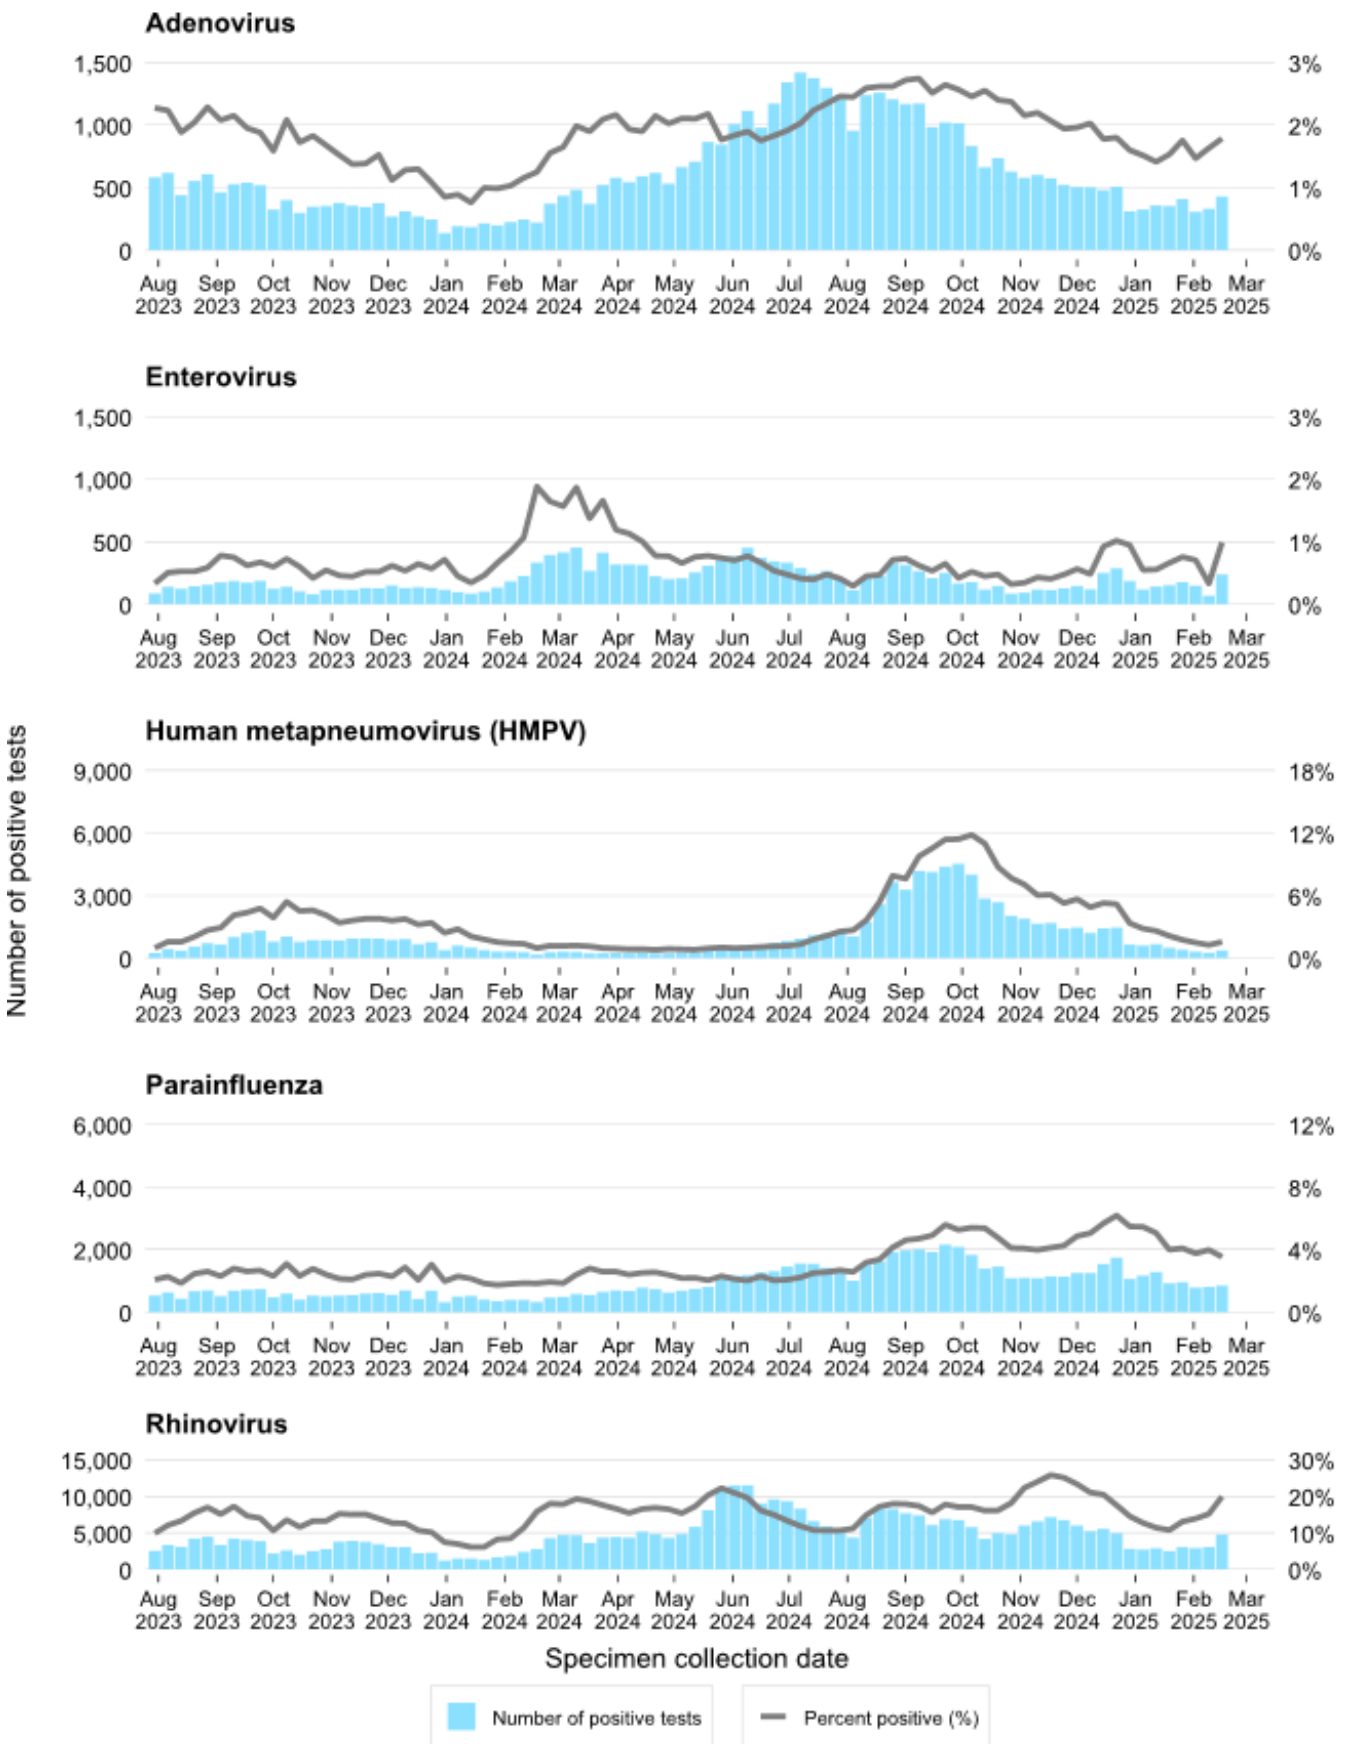 Number of positive tests
Adenovirus
1,500 3%
1,000 2%
500 1%
0 0%
Aug Sep Oct Nov Dec Jan Feb Mar Apr May Jun Jul Aug Sep Oct Nov Dec Jan Feb Mar
2023 2023 2023 2023 2023 2024 2024 2024 2024 2024 2024 2024 2024 2024 2024 2024 2024 2025 2025 2025
Enterovirus
1,500 3%
1,000 2%
500 1%
0 0%
Aug Sep Oct Nov Dec Jan Feb Mar Apr May Jun Jul Aug Sep Oct Nov Dec Jan Feb Mar
2023 2023 2023 2023 2023 2024 2024 2024 2024 2024 2024 2024 2024 2024 2024 2024 2024 2025 2025 2025
Human metapneumovirus (HMPV)
9,000 18%
6,000 12%
3,000 6%
0 0%
Aug Sep Oct Nov Dec Jan Feb Mar Apr May Jun Jul Aug Sep Oct Nov Dec Jan Feb Mar
2023 2023 2023 2023 2023 2024 2024 2024 2024 2024 2024 2024 2024 2024 2024 2024 2024 2025 2025 2025
Parainfluenza
6,000 12%
4,000 8%
2,000 4%
0 0%
Aug Sep Oct Nov Dec Jan Feb Mar Apr May Jun Jul Aug Sep Oct Nov Dec Jan Feb Mar
2023 2023 2023 2023 2023 2024 2024 2024 2024 2024 2024 2024 2024 2024 2024 2024 2024 2025 2025 2025
Rhinovirus
15,000 30%
10,000 20%
5,000 10%
0 0%
Aug Sep Oct Nov Dec Jan Feb Mar Apr May Jun Jul Aug Sep Oct Nov Dec Jan Feb Mar
2023 2023 2023 2023 2023 2024 2024 2024 2024 2024 2024 2024 2024 2024 2024 2024 2024 2025 2025 2025
Specimen collection date
Number of positive tests Percent positive (%)